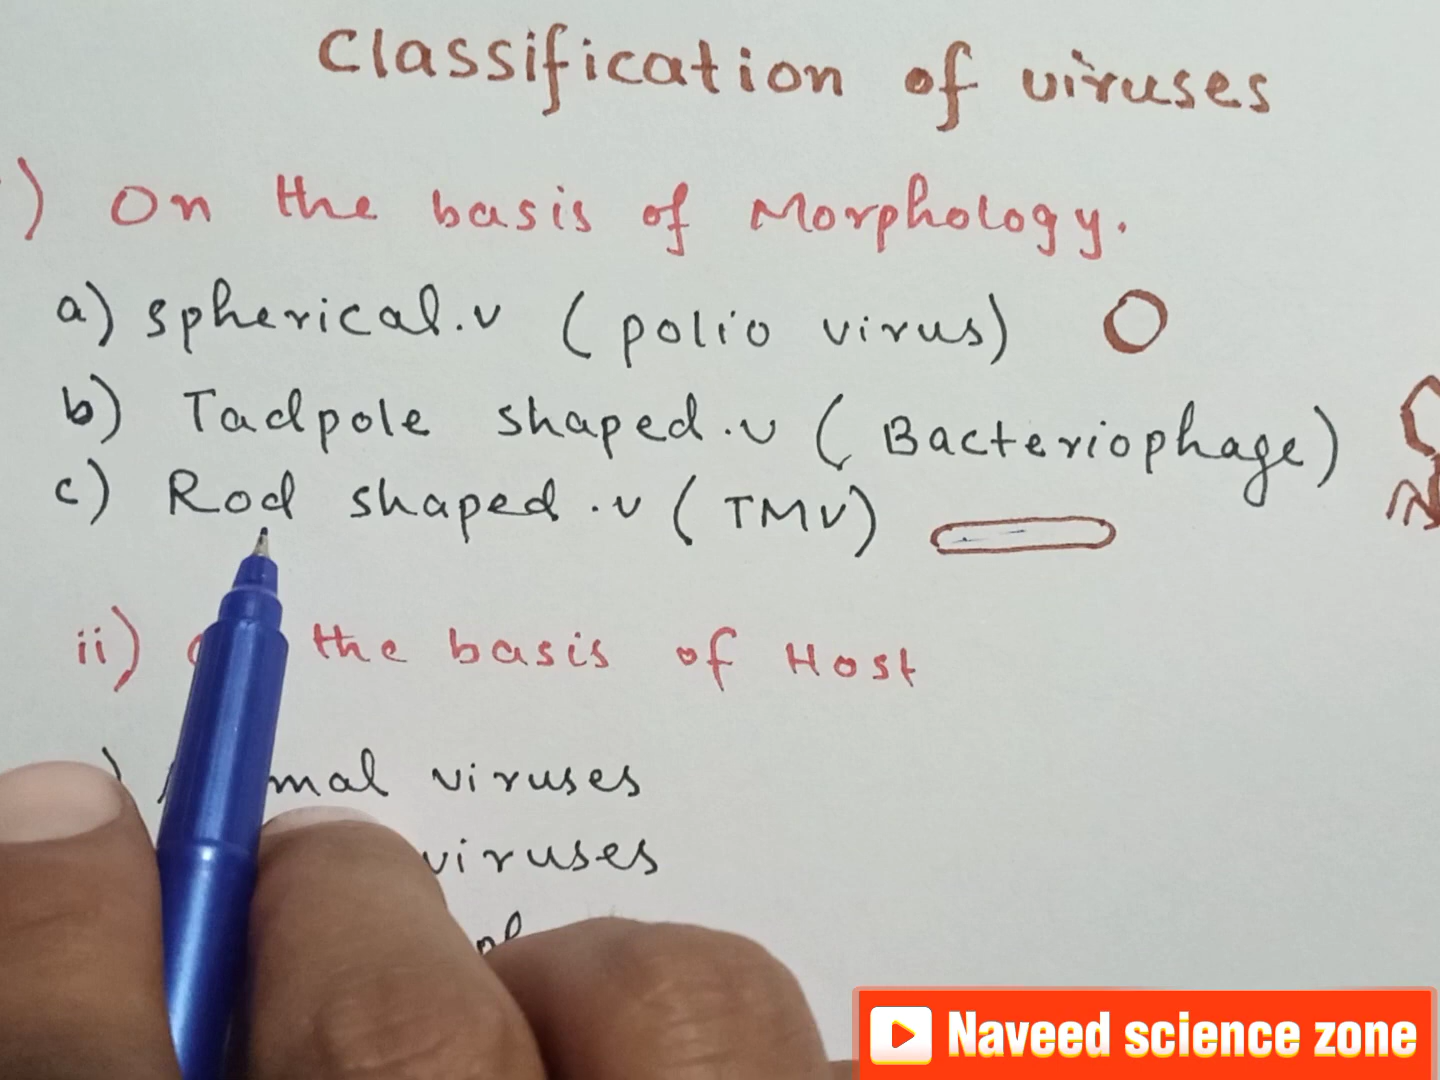 Classification of viruses
) On the basis of Morphology.
a) spherical.v (polio virus)
b) Tadpole shaped.v (Bacteriophage)
c) Rod shaped.v (TMV)
ii) the basis of Host
viruses
viruses
Naveed science zone